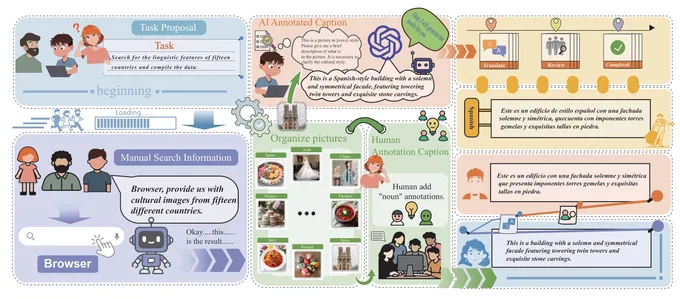 Task Proposal
Task
Search for the linguistic features of fifteen
countries and compile the data.
beginning
Loading
Manual Search Information
Browser, provide us with
cultural images from fifteen
different countries.
Okay.....this.....
is the result......
Browser
AI Annotated Caption
This is a picture in [xxxx] style.
Please give me a brief
description of what is
in the picture. It is necessary to
clarify the cultural style.
This is a Spanish-style building with a solemn
and symmetrical facade, featuring towering
twin towers and exquisite stone carvings.
Organize pictures
Human
Annotation Caption
Human add
"noun" annotations.
Translate
Review
Completed
Spanish
Este es un edificio de estilo español con una fachada
solemne y simétrica, quecuenta con imponentes torres
gemelas y exquisitas tallas en piedra.
Este es un edificio con una fachada solemne y simétrica
que presenta imponentes torres gemelas y exquisitas
tallas en piedra.
This is a building with a solemn and symmetrical
facade featuring twin towers and
exquisite stone carvings.